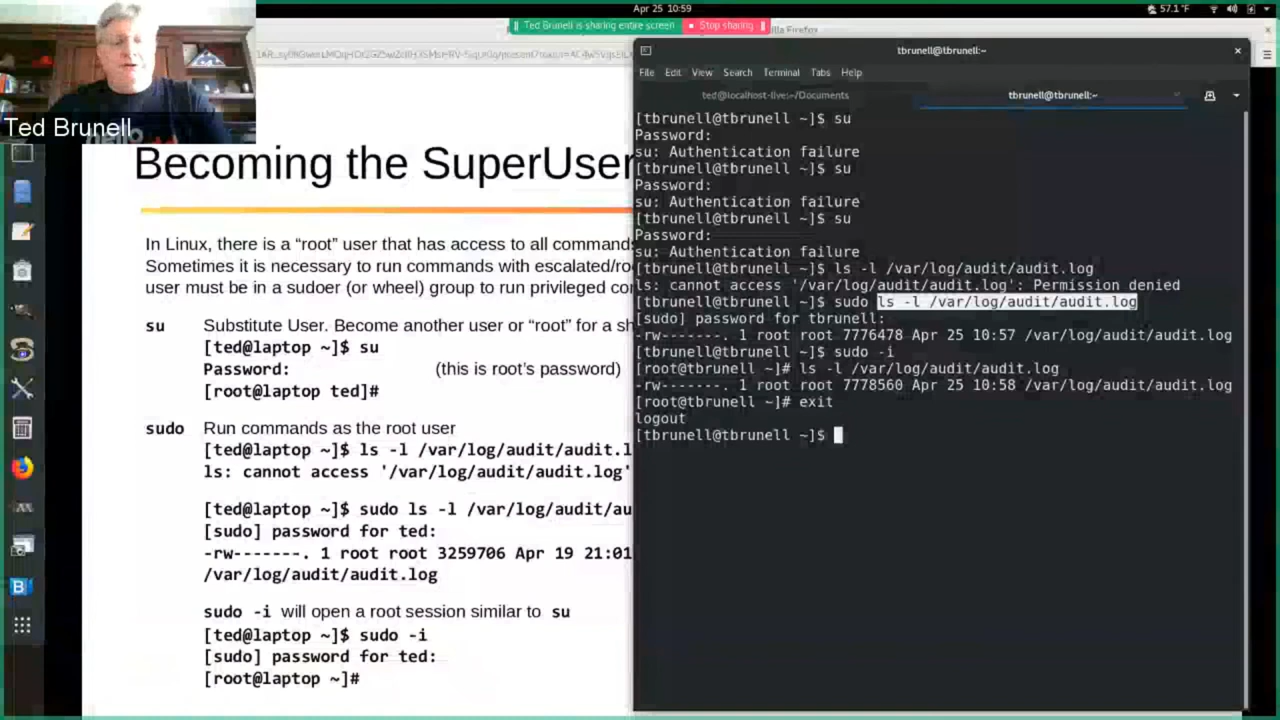 Apr 25 10:59
57.1 °F
Ted Brunell is sharing entire screen
Stop sharing
Firefox
Ted Brunell
Becoming the SuperUser
In Linux, there is a “root” user that has access to all commands
Sometimes it is necessary to run commands with escalated/ro
user must be in a sudoer (or wheel) group to run privileged co
su Substitute User. Become another user or “root” for a sh
[ted@laptop ~]$ su
Password: (this is root's password)
[root@laptop ted]#
sudo Run commands as the root user
[ted@laptop ~]$ ls -l /var/log/audit/audit.l
ls: cannot access '/var/log/audit/audit.log'
[ted@laptop ~]$ sudo ls -l /var/log/audit/au
[sudo] password for ted:
-rw-------. 1 root root 3259706 Apr 19 21:01
/var/log/audit/audit.log
sudo -i will open a root session similar to su
[ted@laptop ~]$ sudo -i
[sudo] password for ted:
[root@laptop ~]#
tbrunell@tbrunell:~
File Edit View Search Terminal Tabs Help
ted@localhost-live:~/Documents
tbrunell@tbrunell:~
[tbrunell@tbrunell ~]$ su
Password:
su: Authentication failure
[tbrunell@tbrunell ~]$ su
Password:
su: Authentication failure
[tbrunell@tbrunell ~]$ su
Password:
su: Authentication failure
[tbrunell@tbrunell ~]$ ls -l /var/log/audit/audit.log
ls: cannot access '/var/log/audit/audit.log': Permission denied
[tbrunell@tbrunell ~]$ sudo ls -l /var/log/audit/audit.log
[sudo] password for tbrunell:
-rw-------. 1 root root 7776478 Apr 25 10:57 /var/log/audit/audit.log
[tbrunell@tbrunell ~]$ sudo -i
[root@tbrunell ~]# ls -l /var/log/audit/audit.log
-rw-------. 1 root root 7778560 Apr 25 10:58 /var/log/audit/audit.log
[root@tbrunell ~]# exit
logout
[tbrunell@tbrunell ~]$